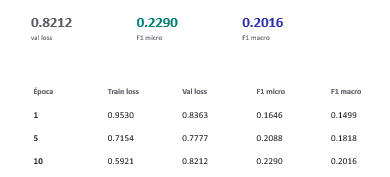 0.8212 0.2290 0.2016
val loss F1 micro F1 macro
Época Train loss Val loss F1 micro F1 macro
1 0.9530 0.8363 0.1646 0.1499
5 0.7154 0.7777 0.2088 0.1818
10 0.5921 0.8212 0.2290 0.2016